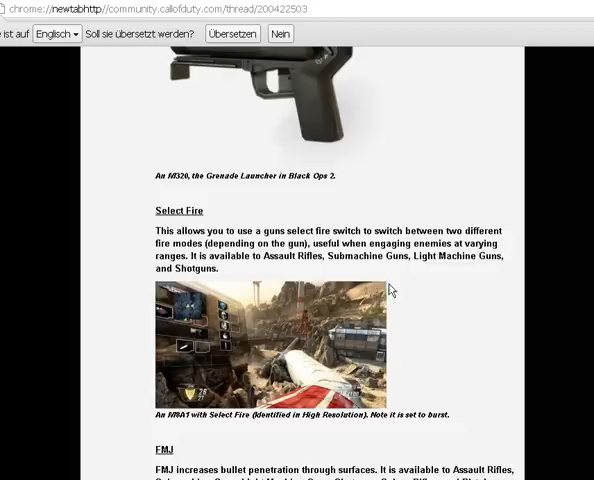 chrome://newtabhttp//community.callofduty.com/thread/200422503
e ist auf Englisch Soll sie übersetzt werden? Übersetzen Nein
An M320, the Grenade Launcher in Black Ops 2.
Select Fire
This allows you to use a guns select fire switch to switch between two different
fire modes (depending on the gun), useful when engaging enemies at varying
ranges. It is available to Assault Rifles, Submachine Guns, Light Machine Guns,
and Shotguns.
An M8A1 with Select Fire (Identified in High Resolution). Note it is set to burst.
FMJ
FMJ increases bullet penetration through surfaces. It is available to Assault Rifles,